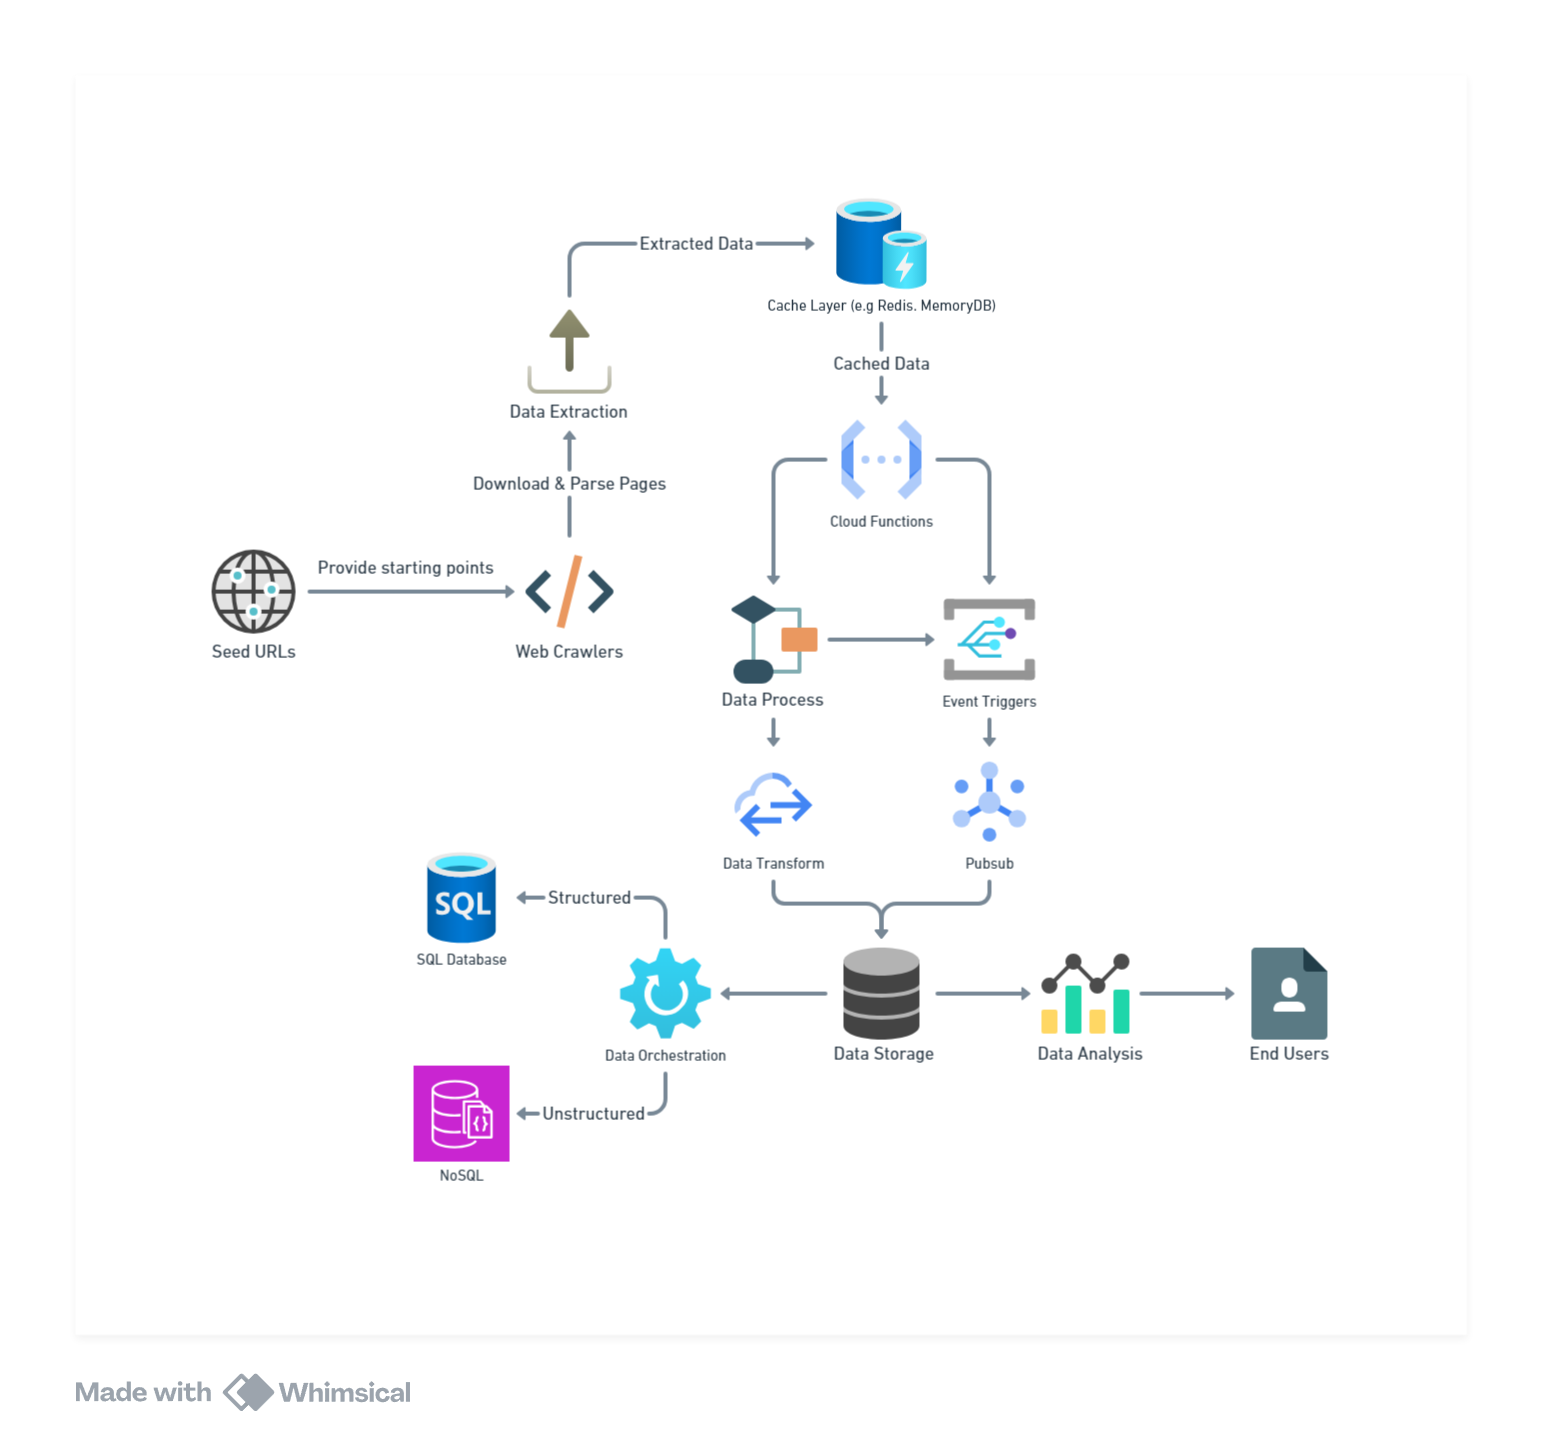 Extracted Data
Cache Layer (e.g Redis. MemoryDB)
Cached Data
Data Extraction
Download & Parse Pages
Cloud Functions
Provide starting points
Seed URLs
Web Crawlers
Data Process
Event Triggers
Data Transform
Pubsub
Structured
SQL
SQL Database
Data Orchestration
Data Storage
Data Analysis
End Users
Unstructured
{}
NoSQL
Made with Whimsical